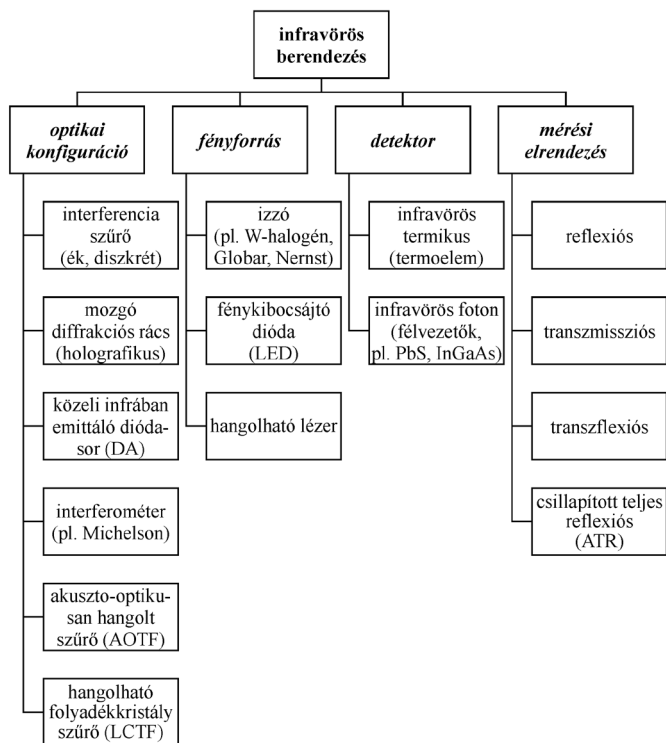 infravörös
berendezés
optikai
konfiguráció
interferencia
szűrő
(ék, diszkrét)
mozgó
diffrakciós rács
(holografikus)
közeli infrában
emittáló dióda-
sor (DA)
interferométer
(pl. Michelson)
akuszto-optiku-
san hangolt
szűrő (AOTF)
hangolható
folyadékkristály
szűrő (LCTF)
fényforrás
izzó
(pl. W-halogén,
Globar, Nernst)
fénykibocsájtó
dióda
(LED)
hangolható lézer
detektor
infravörös
termikus
(termoelem)
infravörös foton
(félvezetők,
pl. PbS, InGaAs)
mérési
elrendezés
reflexiós
transzmissziós
transzflexiós
csillapított teljes
reflexiós
(ATR)